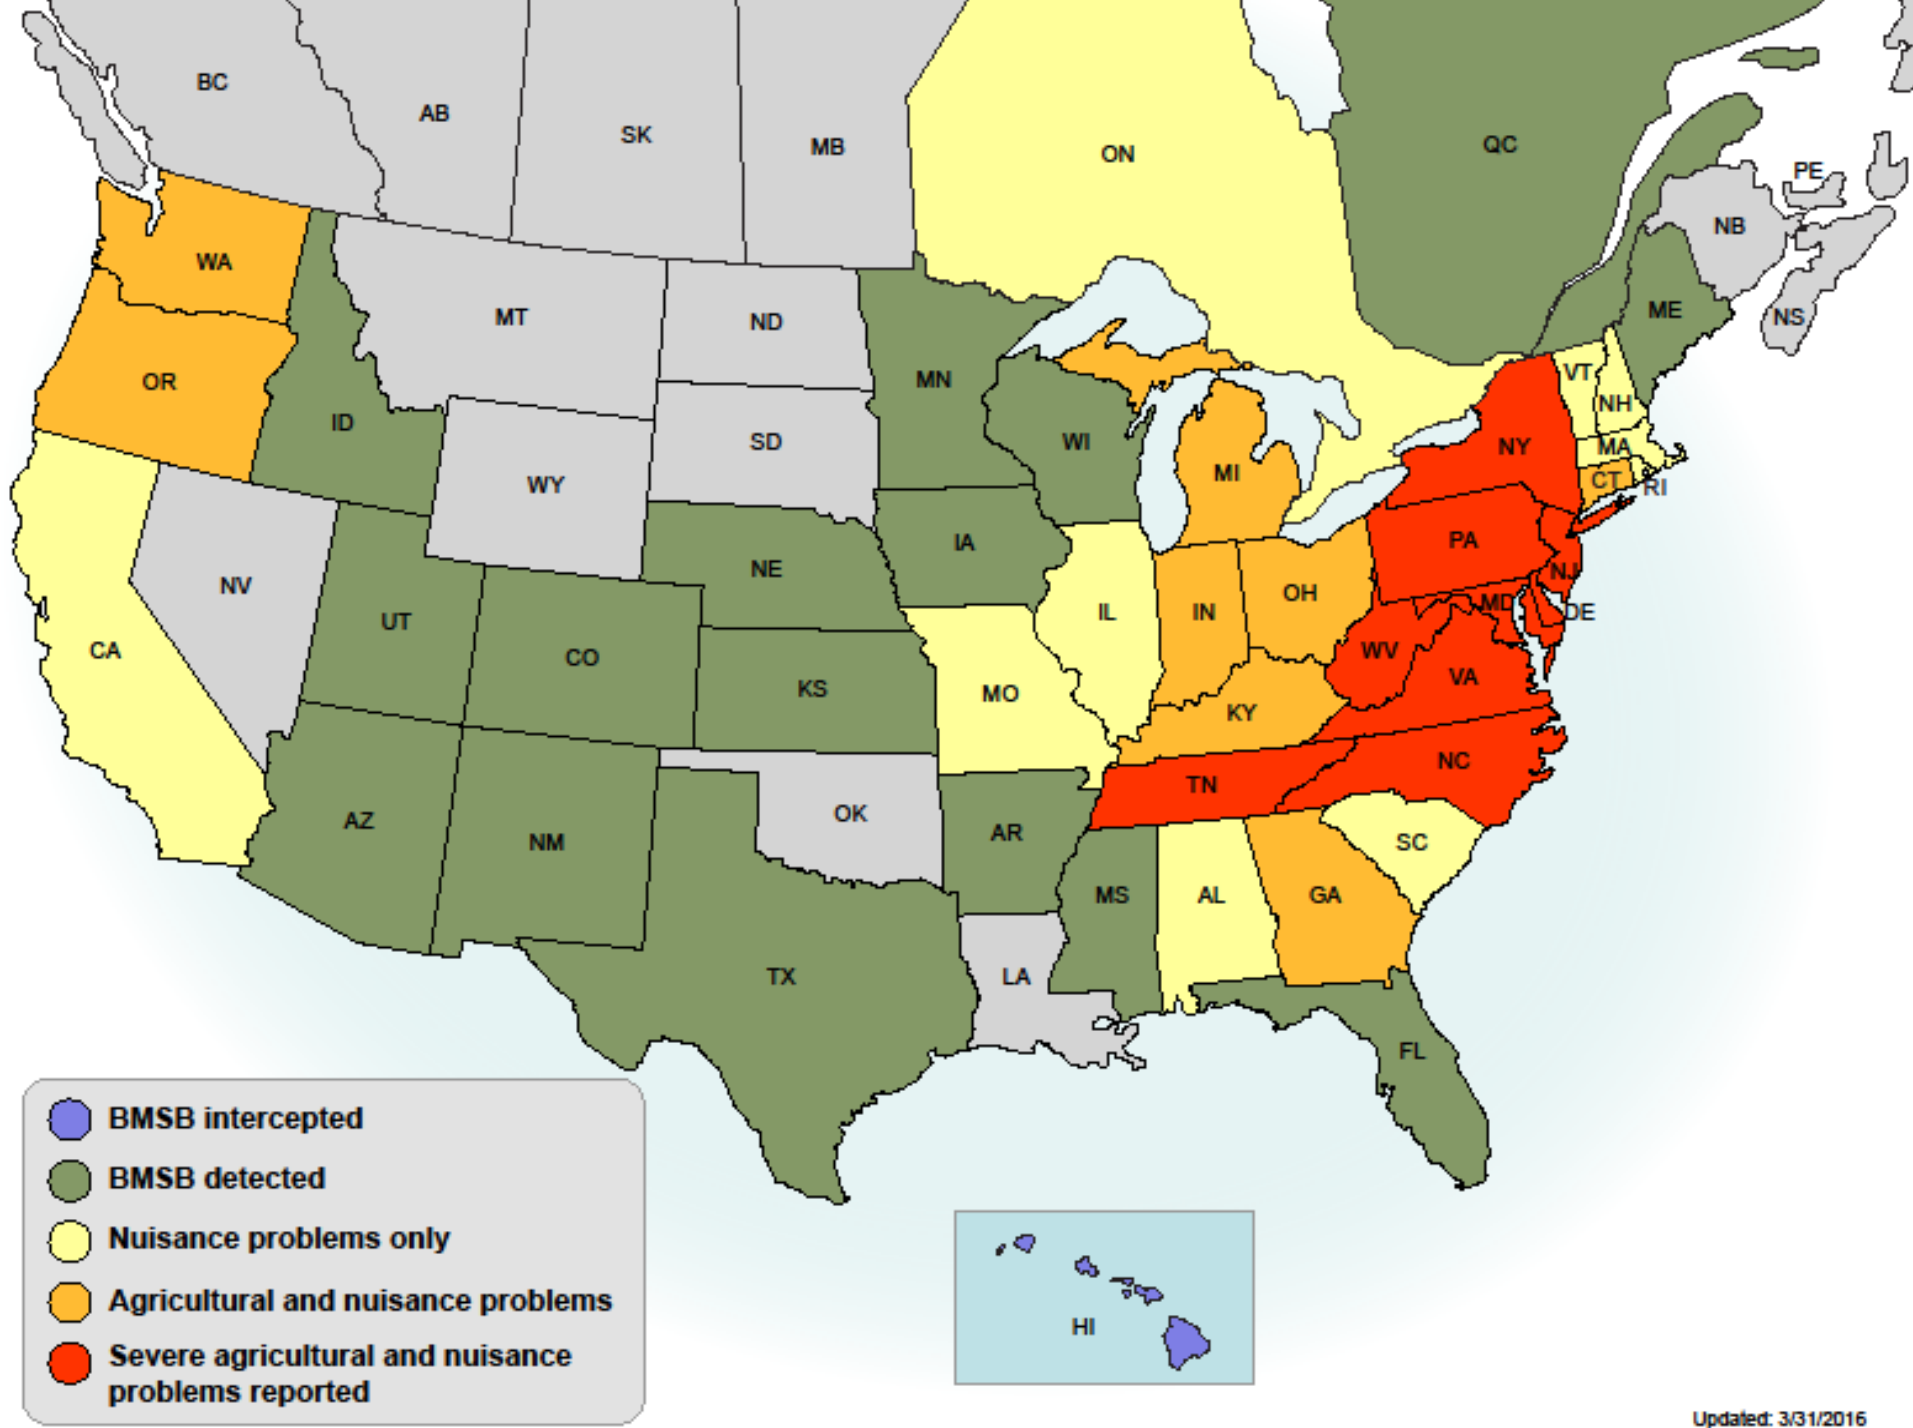 BC
AB
SK
MB
ON
QC
PE
NB
NS
WA
MT
ND
MN
ME
OR
ID
SD
WI
MI
VT
NH
NY
MA
CT
RI
WY
NV
UT
NE
IA
PA
NJ
CA
CO
KS
MO
IL
IN
OH
MD
DE
WV
VA
KY
AZ
NM
OK
AR
TN
NC
SC
TX
LA
MS
AL
GA
FL
BMSB intercepted
BMSB detected
Nuisance problems only
Agricultural and nuisance problems
Severe agricultural and nuisance
problems reported
HI
Updated: 3/31/2016